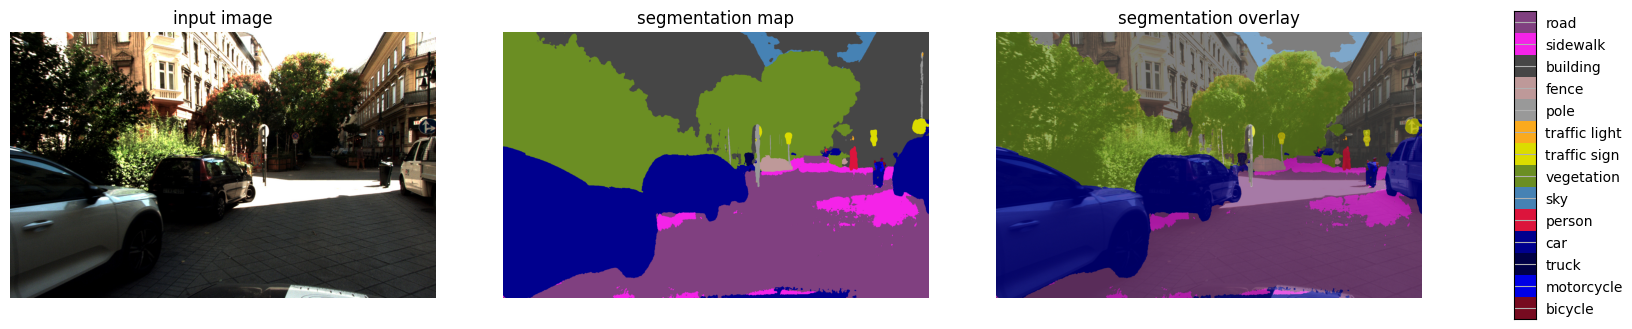 input image
segmentation map
segmentation overlay
road
sidewalk
building
fence
pole
traffic light
traffic sign
vegetation
sky
person
car
truck
motorcycle
bicycle